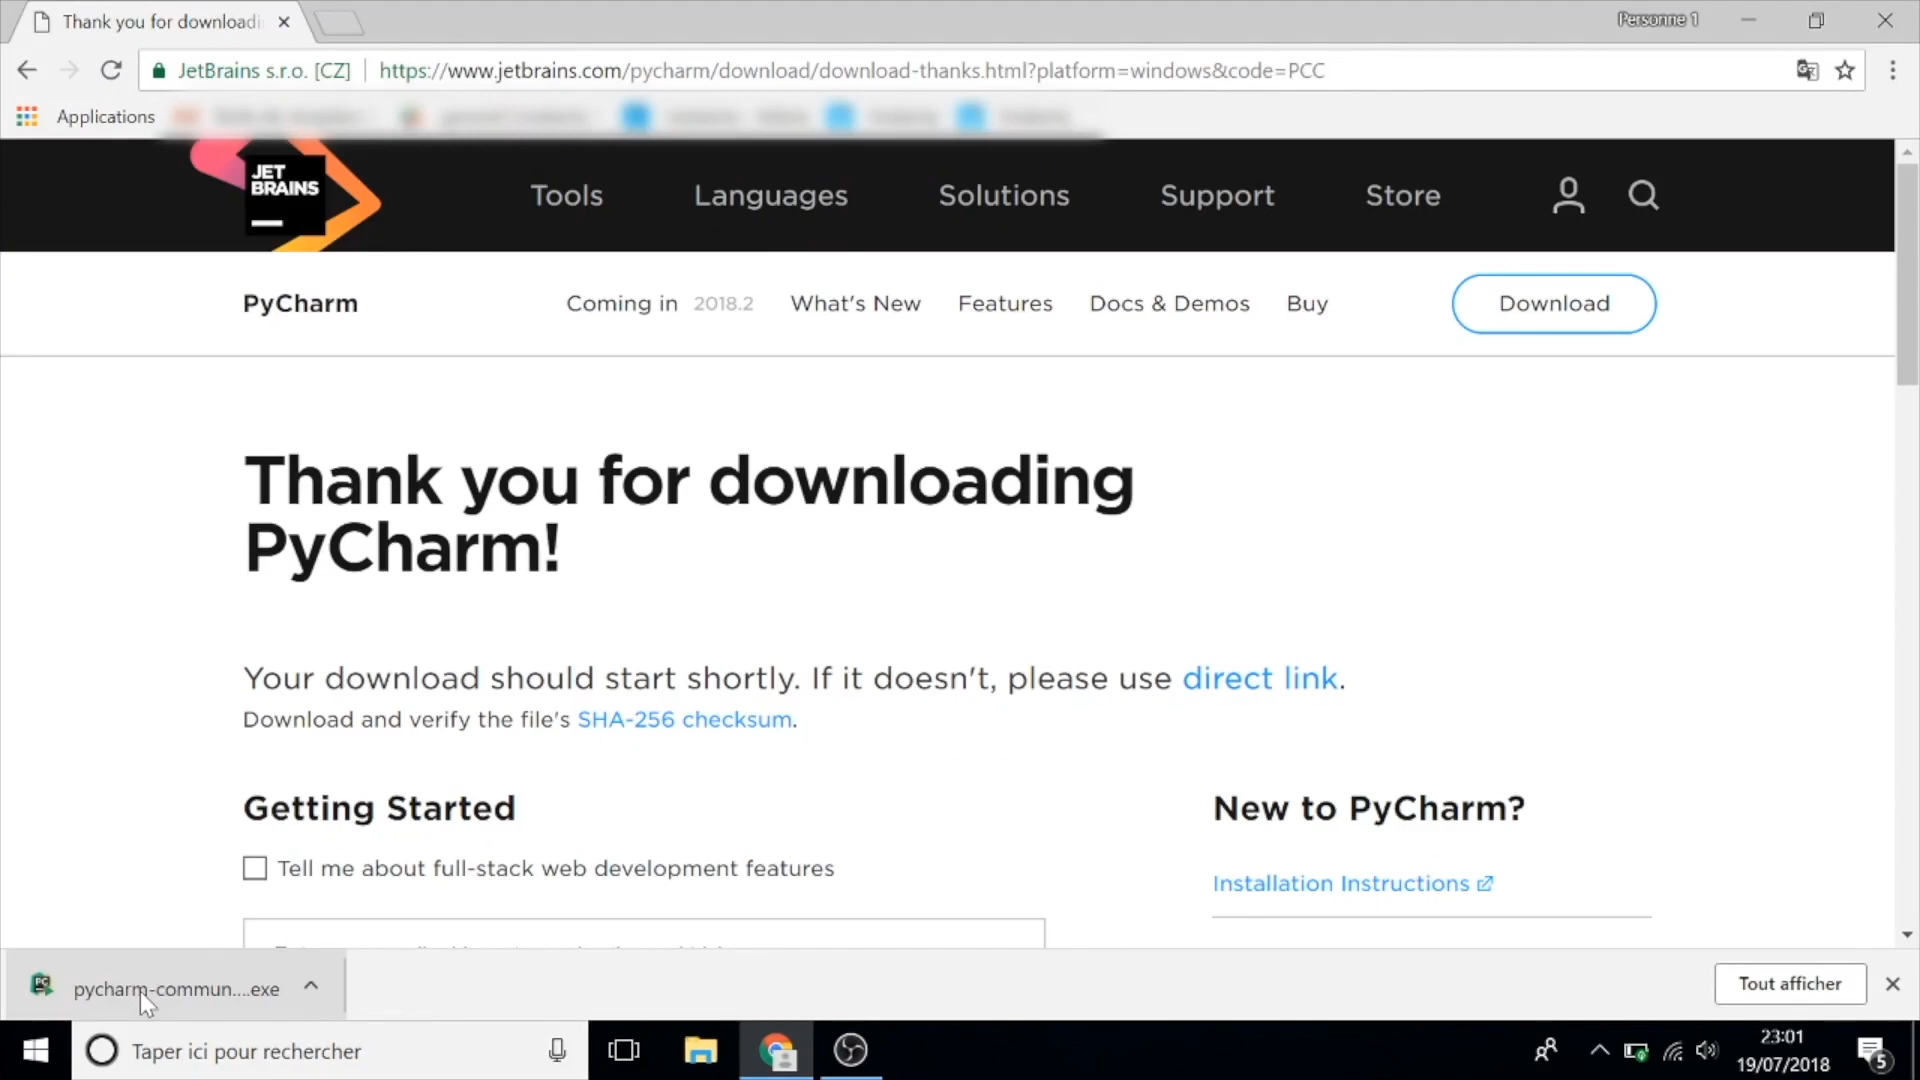 Thank you for downloadi
Personne 1
JetBrains s.r.o. [CZ]
https://www.jetbrains.com/pycharm/download/download-thanks.html?platform=windows&code=PCC
Applications
JET
BRAINS
Tools Languages Solutions Support Store
PyCharm Coming in 2018.2 What's New Features Docs & Demos Buy Download
Thank you for downloading
PyCharm!
Your download should start shortly. If it doesn't, please use direct link.
Download and verify the file's SHA-256 checksum.
Getting Started
Tell me about full-stack web development features
New to PyCharm?
Installation Instructions
pycharm-commun....exe
Tout afficher
Taper ici pour rechercher
23:01
19/07/2018
5